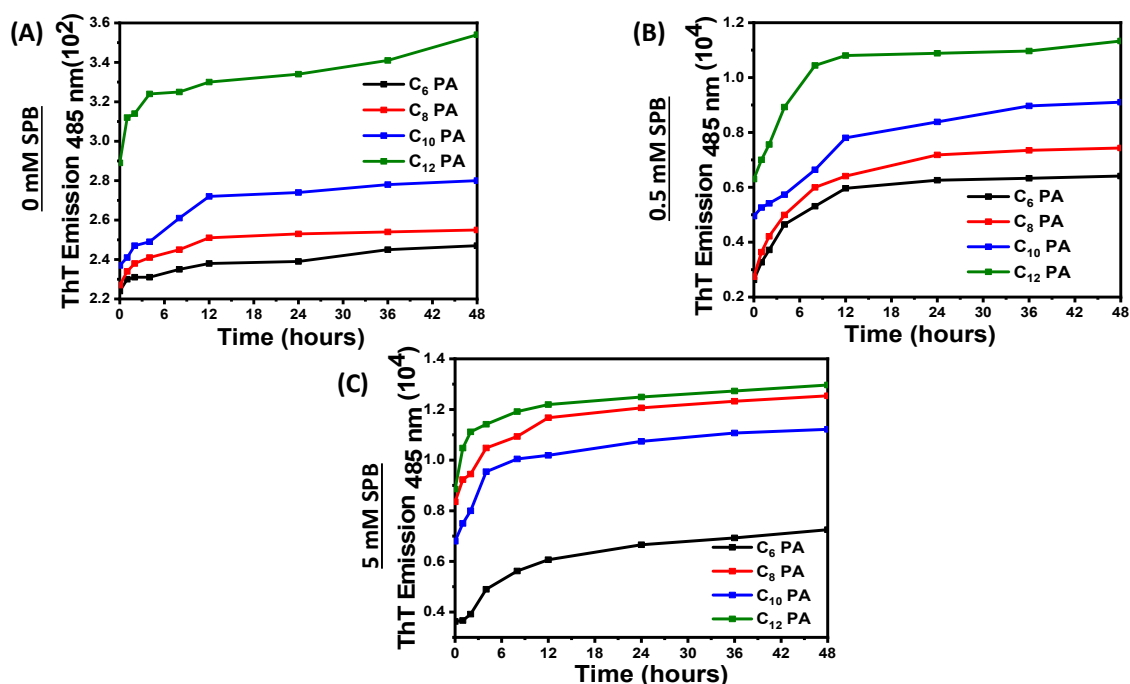 (A)
0 mM SPB
ThT Emission 485 nm(10²)
3.6
3.4
3.2
3.0
2.8
2.6
2.4
2.2
C₆ PA
C₈ PA
C₁₀ PA
C₁₂ PA
0 6 12 18 24 30 36 42 48
Time (hours)
(B)
0.5 mM SPB
ThT Emission 485 nm (10⁴)
1.2
1.0
0.8
0.6
0.4
0.2
C₆ PA
C₈ PA
C₁₀ PA
C₁₂ PA
0 6 12 18 24 30 36 42 48
Time (hours)
(C)
5 mM SPB
ThT Emission 485 nm (10⁴)
1.4
1.2
1.0
0.8
0.6
0.4
C₆ PA
C₈ PA
C₁₀ PA
C₁₂ PA
0 6 12 18 24 30 36 42 48
Time (hours)